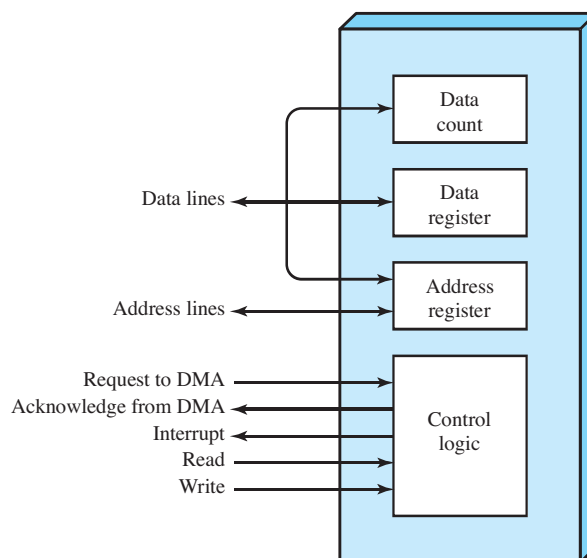 Data
count
Data lines
Data
register
Address
register
Address lines
Request to DMA
Acknowledge from DMA
Interrupt
Read
Write
Control
logic